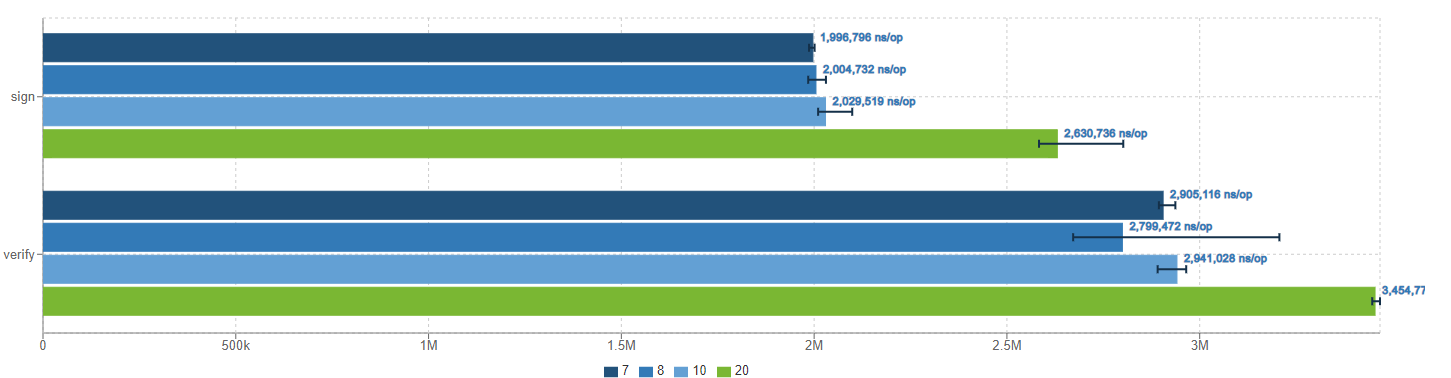 1,996,796 ns/op
2,004,732 ns/op
sign
2,029,519 ns/op
2,630,736 ns/op
2,905,116 ns/op
2,799,472 ns/op
verify
2,941,028 ns/op
3,454,77
0 500k 1M 1.5M 2M 2.5M 3M
7 8 10 20